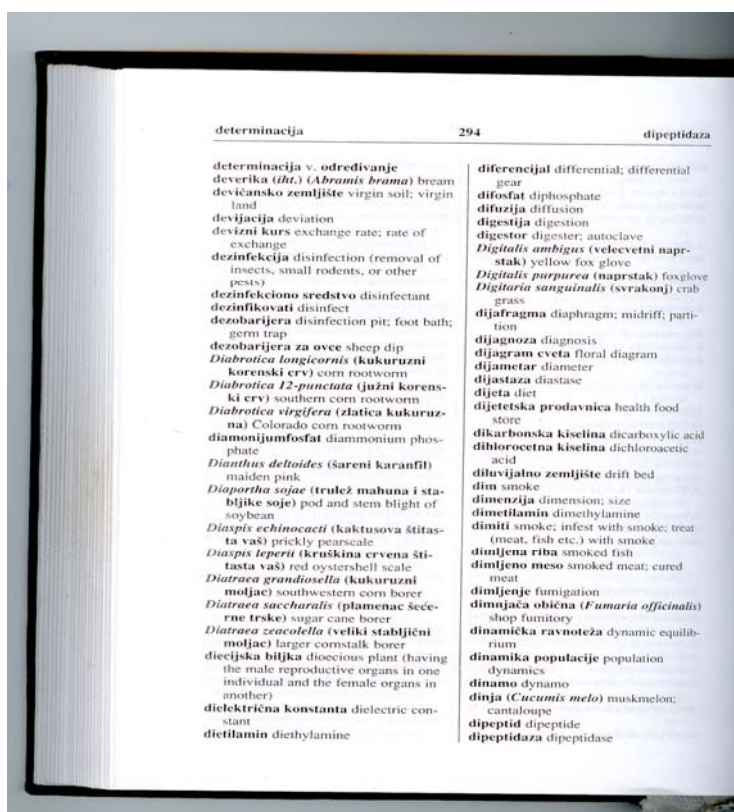 determinacija 294 dipeptidaza
determinacija v. određivanje
deverika (iht.) (Abramis brama) bream
devičansko zemljište virgin soil; virgin
land
devijacija deviation
devizni kurs exchange rate; rate of
exchange
dezinfekcija disinfection (removal of
insects, small rodents, or other
pests)
dezinfekciono sredstvo disinfectant
dezinfikovati disinfect
dezobarijera disinfection pit; foot bath;
germ trap
dezobarijera za ovce sheep dip
Diabrotica longicornis (kukuruzni
korenski crv) corn rootworm
Diabrotica 12-punctata (južni korens-
ki crv) southern corn rootworm
Diabrotica virgifera (zlatica kukuruz-
na) Colorado corn rootworm
diamonijumfosfat diammonium phos-
phate
Dianthus deltoides (šareni karanfil)
maiden pink
Diaportha sojae (trulež mahuna i sta-
bljike soje) pod and stem blight of
soybean
Diaspis echinocacti (kaktusova štitas-
ta vaš) prickly pearscale
Diaspis leperii (kruškina crvena šti-
tasta vaš) red oystershell scale
Diatraea grandiosella (kukuruzni
moljac) southwestern corn borer
Diatraea saccharalis (plamenac šeće-
rne trske) sugar cane borer
Diatraea zeacolella (veliki stabljični
moljac) larger cornstalk borer
diecijska biljka dioecious plant (having
the male reproductive organs in one
individual and the female organs in
another)
dielektrična konstanta dielectric con-
stant
dietilamin diethylamine
diferencijal differential; differential
gear
difosfat diphosphate
difuzija diffusion
digestija digestion
digestor digester; autoclave
Digitalis ambigus (velecvetni napr-
stak) yellow fox glove
Digitalis purpurea (naprstak) foxglove
Digitaria sanguinalis (svrakonj) crab
grass
dijafragma diaphragm; midriff; parti-
tion
dijagnoza diagnosis
dijagram cveta floral diagram
dijametar diameter
dijastaza diastase
dijeta diet
dijetetska prodavnica health food
store
dikarbonska kiselina dicarboxylic acid
dihlorocetna kiselina dichloroacetic
acid
diluvijalno zemljište drift bed
dim smoke
dimenzija dimension; size
dimetilamin dimethylamine
dimiti smoke; infest with smoke; treat
(meat, fish etc.) with smoke
dimljena riba smoked fish
dimljeno meso smoked meat; cured
meat
dimljenje fumigation
dimnjača obična (Fumaria officinalis)
shop fumitory
dinamička ravnoteža dynamic equilib-
rium
dinamika populacije population
dynamics
dinamo dynamo
dinja (Cucumis melo) muskmelon;
cantaloupe
dipeptid dipeptide
dipeptidaza dipeptidase